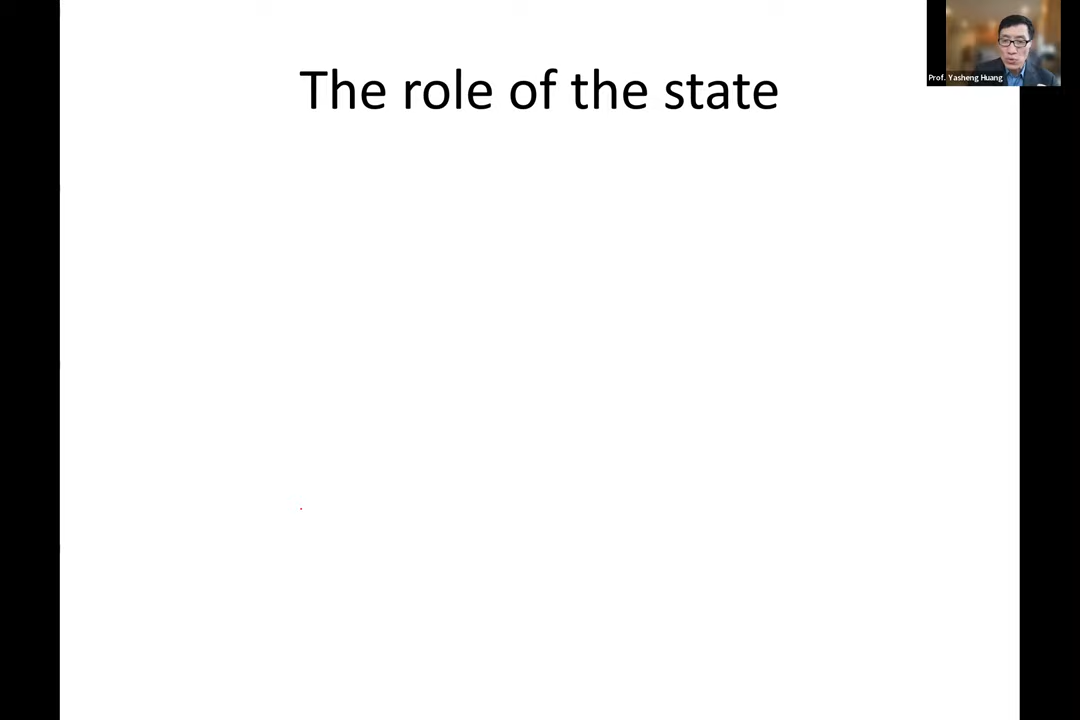 The role of the state
Prof. Yasheng Huang